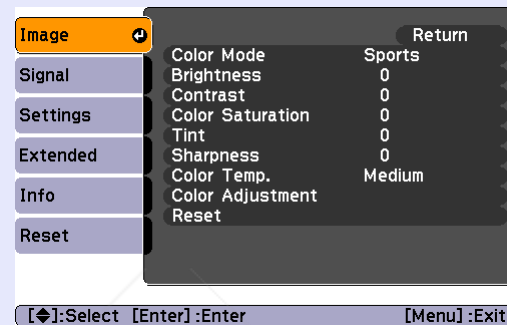 Image
Signal
Settings
Extended
Info
Reset
Return
Color Mode Sports
Brightness 0
Contrast 0
Color Saturation 0
Tint 0
Sharpness 0
Color Temp. Medium
Color Adjustment
Reset
[◆]:Select [Enter]:Enter [Menu]:Exit